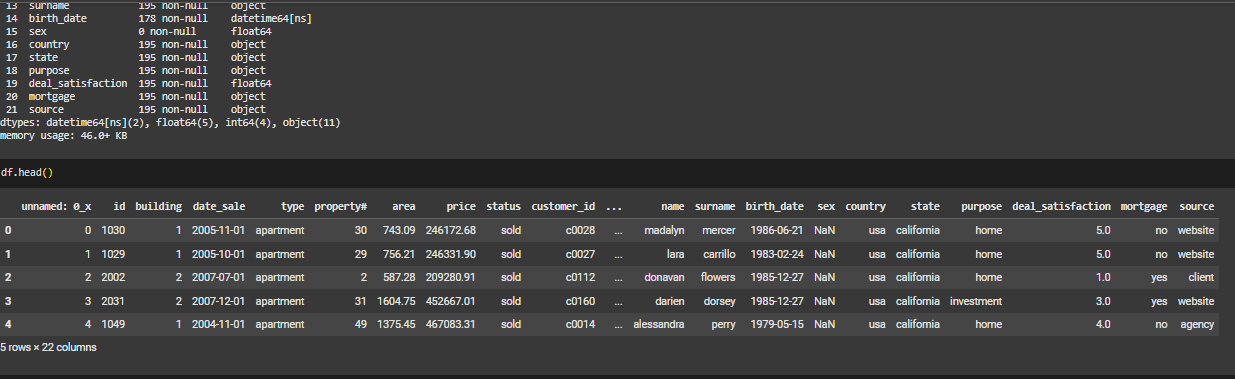 13 surname 195 non-null object
14 birth_date 178 non-null datetime64[ns]
15 sex 0 non-null float64
16 country 195 non-null object
17 state 195 non-null object
18 purpose 195 non-null object
19 deal_satisfaction 195 non-null float64
20 mortgage 195 non-null object
21 source 195 non-null object
dtypes: datetime64[ns](2), float64(5), int64(4), object(11)
memory usage: 46.0+ KB
df.head()
unnamed: 0_x id building date_sale type property# area price status customer_id ... name surname birth_date sex country state purpose deal_satisfaction mortgage source
0 0 1030 1 2005-11-01 apartment 30 743.09 246172.68 sold c0028 ... madalyn mercer 1986-06-21 NaN usa california home 5.0 no website
1 1 1029 1 2005-10-01 apartment 29 756.21 246331.90 sold c0027 ... lara carrillo 1983-02-24 NaN usa california home 5.0 no website
2 2 2002 2 2007-07-01 apartment 2 587.28 209280.91 sold c0112 ... donavan flowers 1985-12-27 NaN usa california home 1.0 yes client
3 3 2031 2 2007-12-01 apartment 31 1604.75 452667.01 sold c0160 ... darien dorsey 1985-12-27 NaN usa california investment 3.0 yes website
4 4 1049 1 2004-11-01 apartment 49 1375.45 467083.31 sold c0014 ... alessandra perry 1979-05-15 NaN usa california home 4.0 no agency
5 rows × 22 columns